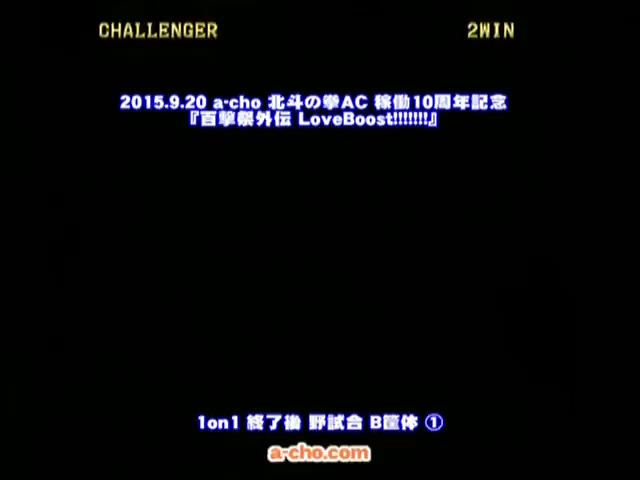 CHALLENGER 2WIN
2015.9.20 a-cho 北斗の拳AC 稼働10周年記念
『百撃祭外伝 LoveBoost!!!!!!!』
1on1 終了後 野試合 B筐体 ①
a-cho.com